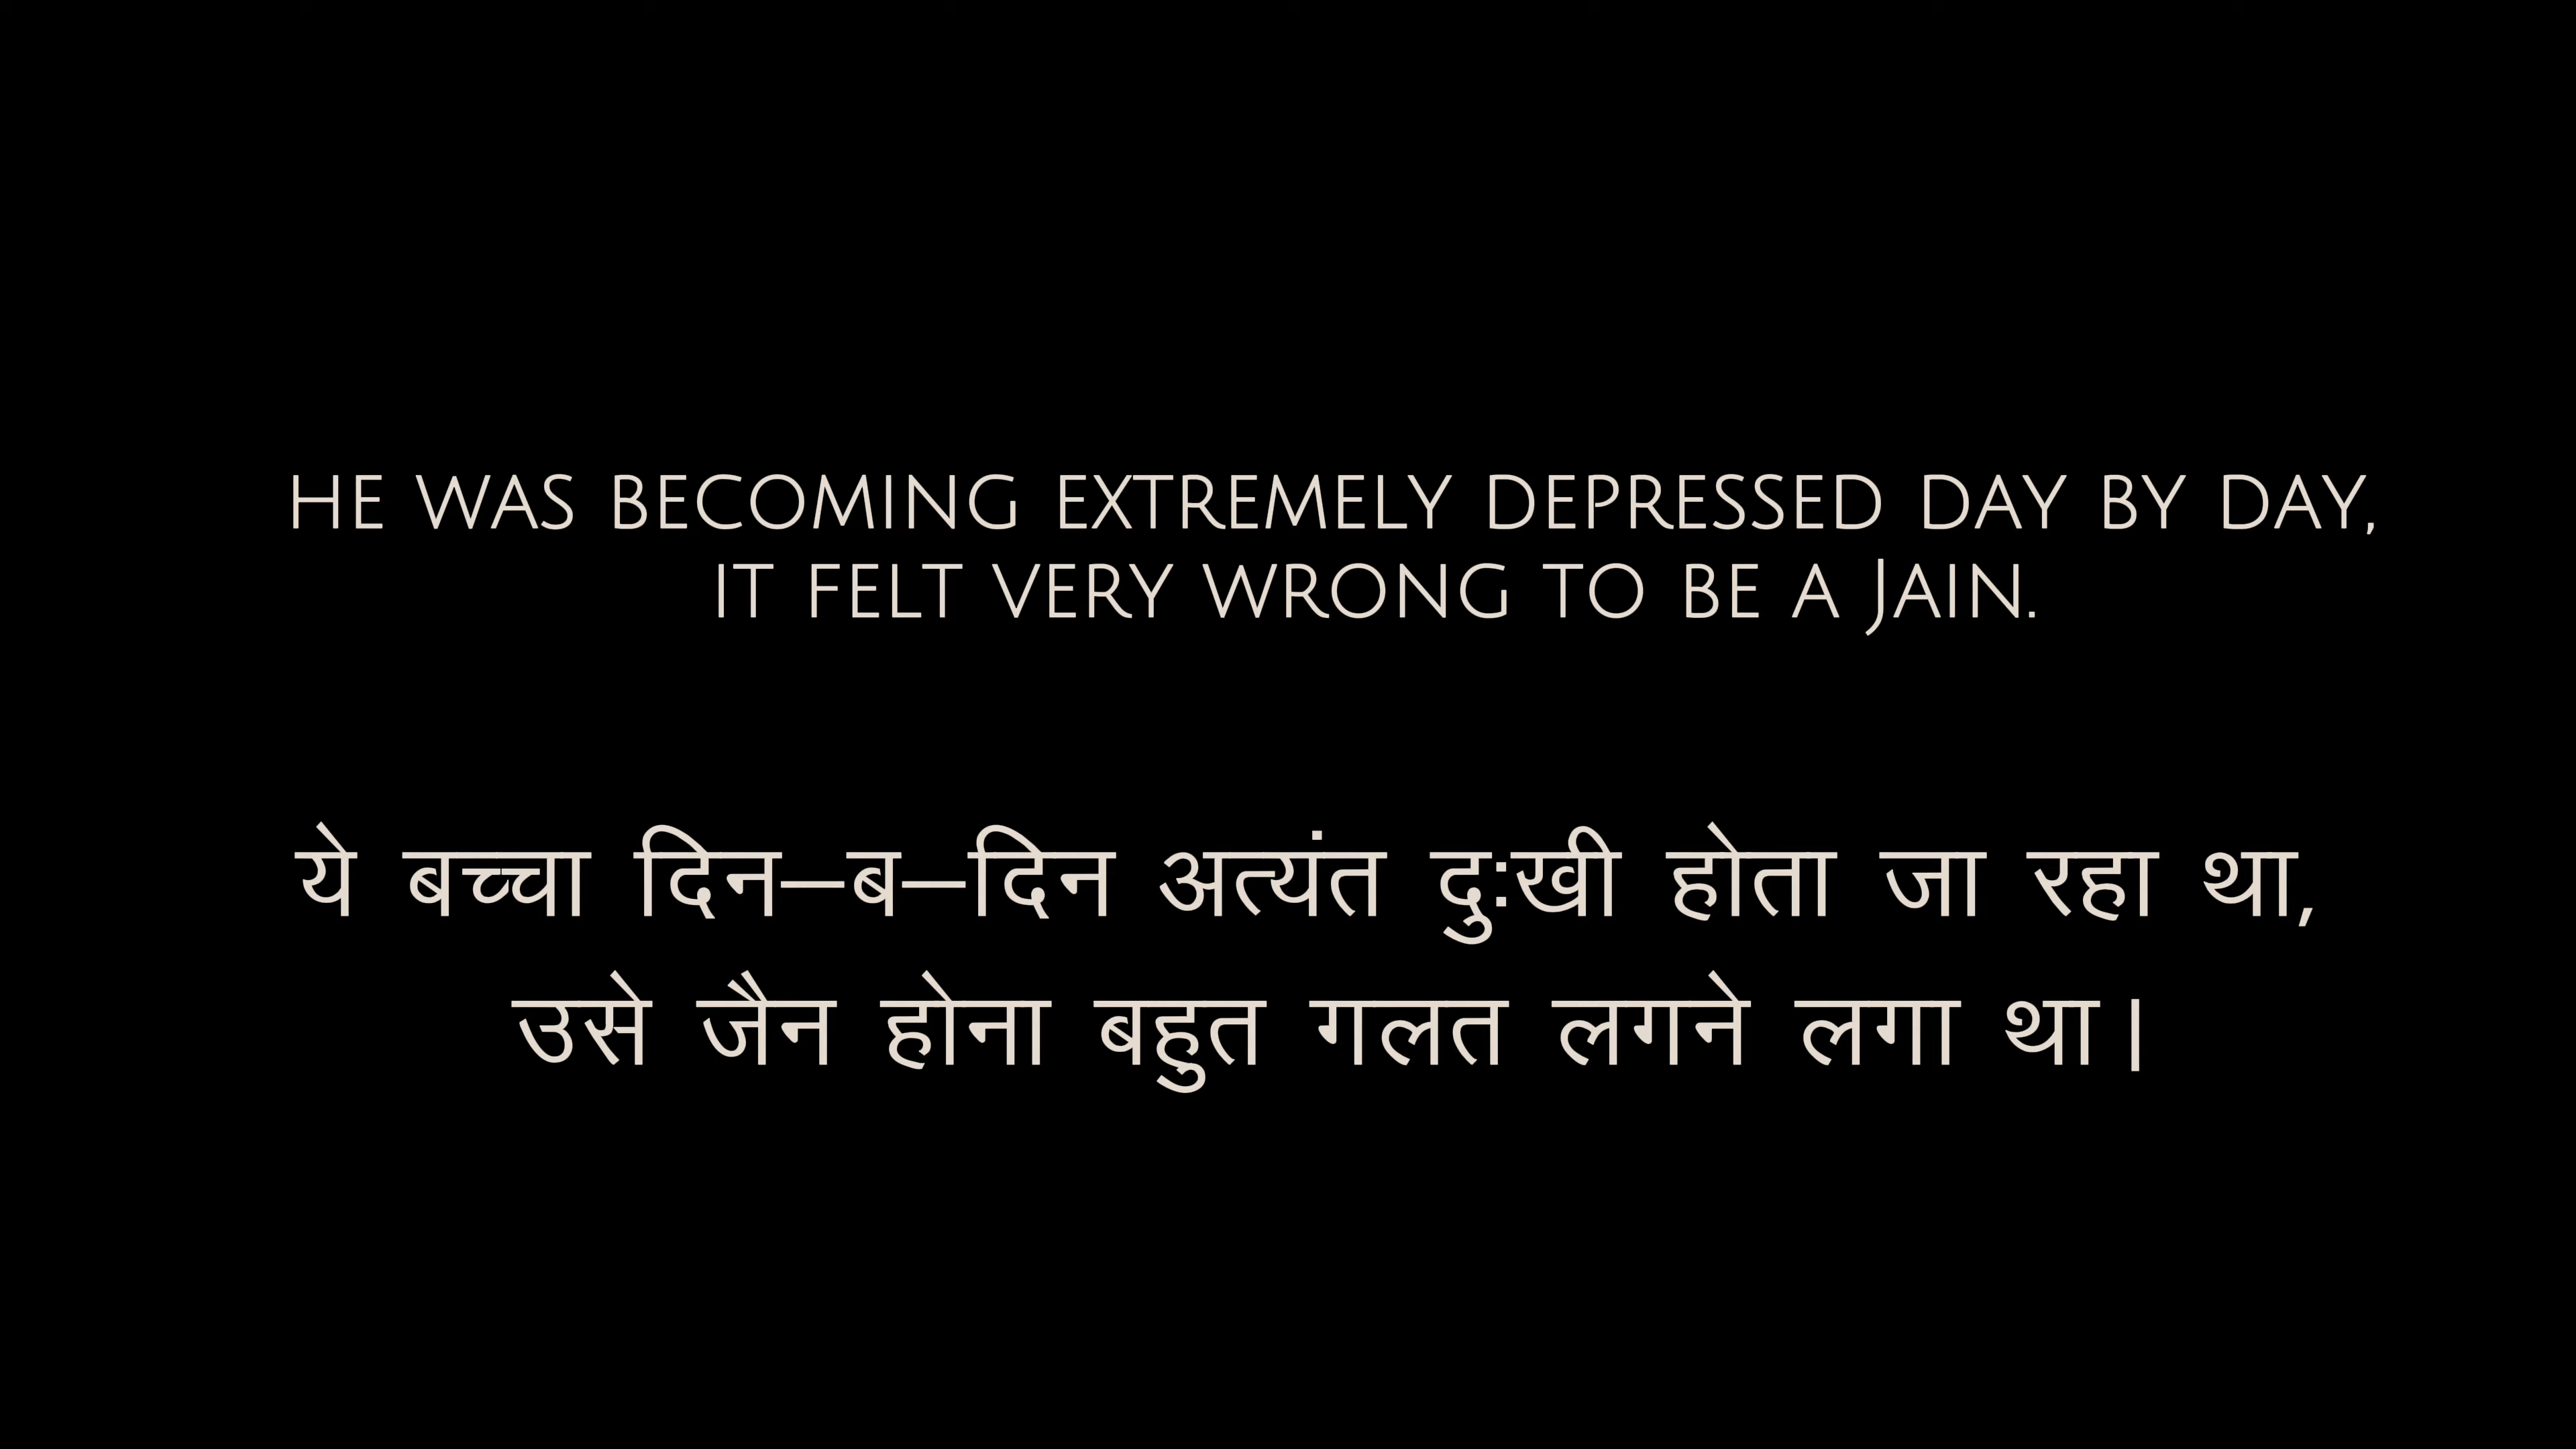 HE WAS BECOMING EXTREMELY DEPRESSED DAY BY DAY,
IT FELT VERY WRONG TO BE A JAIN.
ये बच्चा दिन–ब–दिन अत्यंत दुःखी होता जा रहा था,
उसे जैन होना बहुत गलत लगने लगा था।